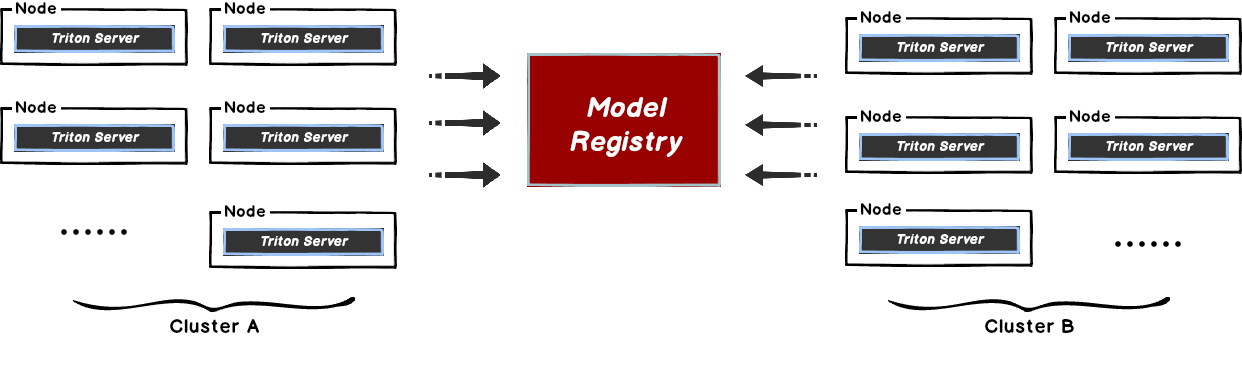 Node
Triton Server
Node
Triton Server
Node
Triton Server
Node
Triton Server
......
Node
Triton Server
Cluster A
Model
Registry
Node
Triton Server
Node
Triton Server
Node
Triton Server
Node
Triton Server
Node
Triton Server
......
Cluster B